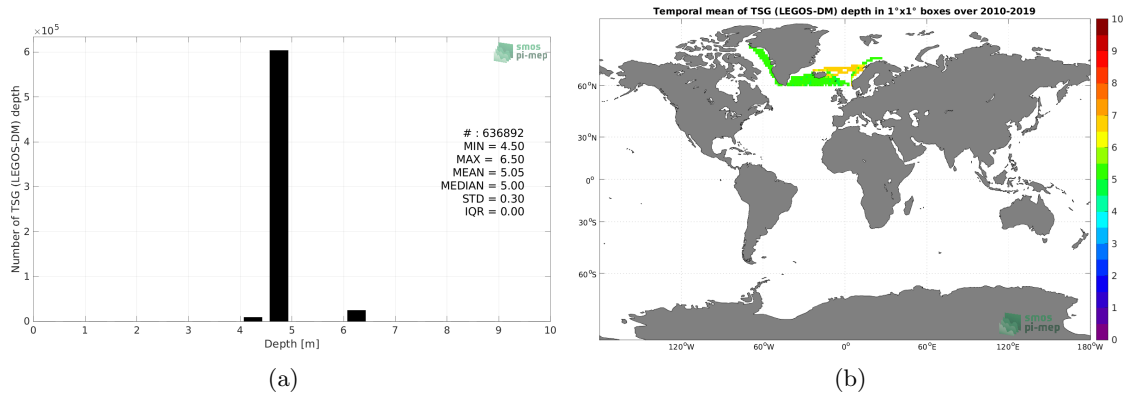 ×10⁵
6
5
4
3
2
1
0
Number of TSG (LEGOS-DM) depth
smos
pi-mep
# : 636892
MIN = 4.50
MAX = 6.50
MEAN = 5.05
MEDIAN = 5.00
STD = 0.30
IQR = 0.00
0 1 2 3 4 5 6 7 8 9 10
Depth [m]
(a)
Temporal mean of TSG (LEGOS-DM) depth in 1°x1° boxes over 2010-2019
60°N
30°N
0°
30°S
60°S
120°W 60°W 0° 60°E 120°E 180°W
smos
pi-mep
10
9
8
7
6
5
4
3
2
1
0
(b)